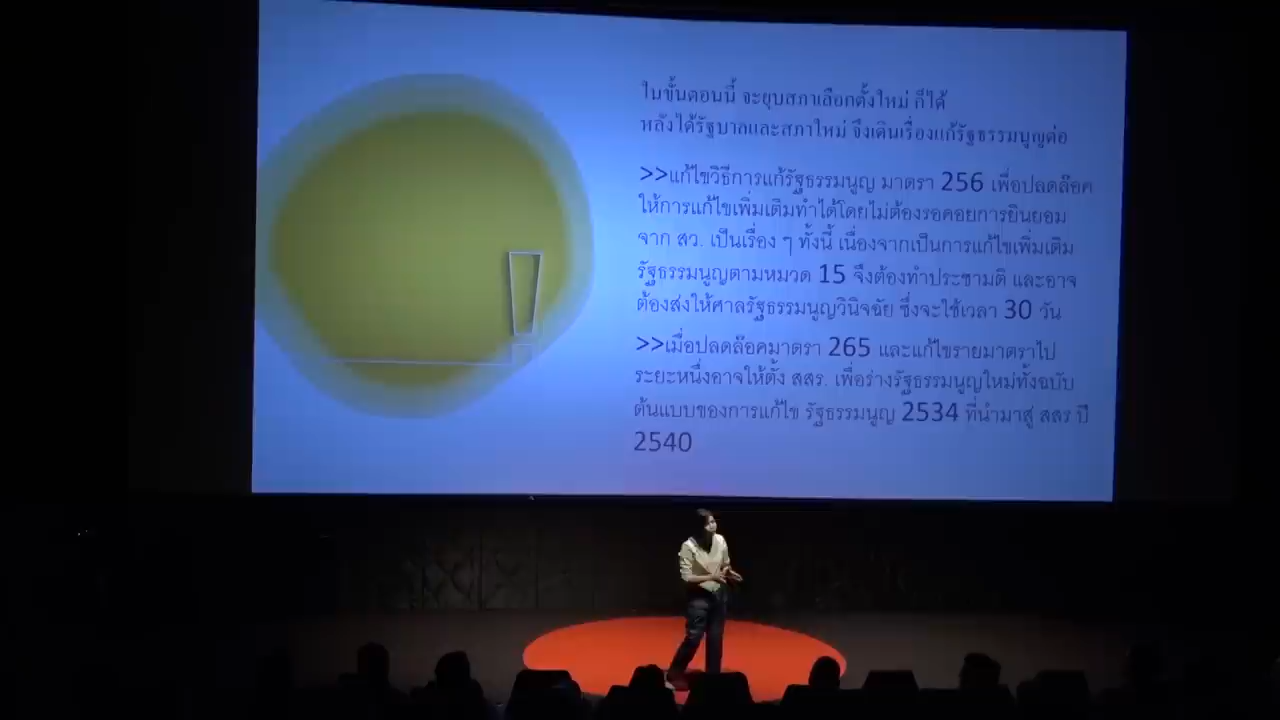 ในขั้นตอนนี้ จะยุบสภาเลือกตั้งใหม่ ก็ได้
หลังได้รัฐบาลและสภาใหม่ จึงเดินเรื่องแก้รัฐธรรมนูญต่อ
>>แก้ไขวิธีการแก้รัฐธรรมนูญ มาตรา 256 เพื่อปลดล๊อค
ให้การแก้ไขเพิ่มเติมทำได้โดยไม่ต้องรอคอยการยินยอม
จาก สว. เป็นเรื่อง ๆ ทั้งนี้ เนื่องจากเป็นการแก้ไขเพิ่มเติม
รัฐธรรมนูญตามหมวด 15 จึงต้องทำประชามติ และอาจ
ต้องส่งให้ศาลรัฐธรรมนูญวินิจฉัย ซึ่งจะใช้เวลา 30 วัน
>>เมื่อปลดล๊อคมาตรา 265 และแก้ไขรายมาตราไป
ระยะหนึ่งอาจให้ตั้ง สสร. เพื่อร่างรัฐธรรมนูญใหม่ทั้งฉบับ
ต้นแบบของการแก้ไข รัฐธรรมนูญ 2534 ที่นำมาสู่ สสร ปี
2540